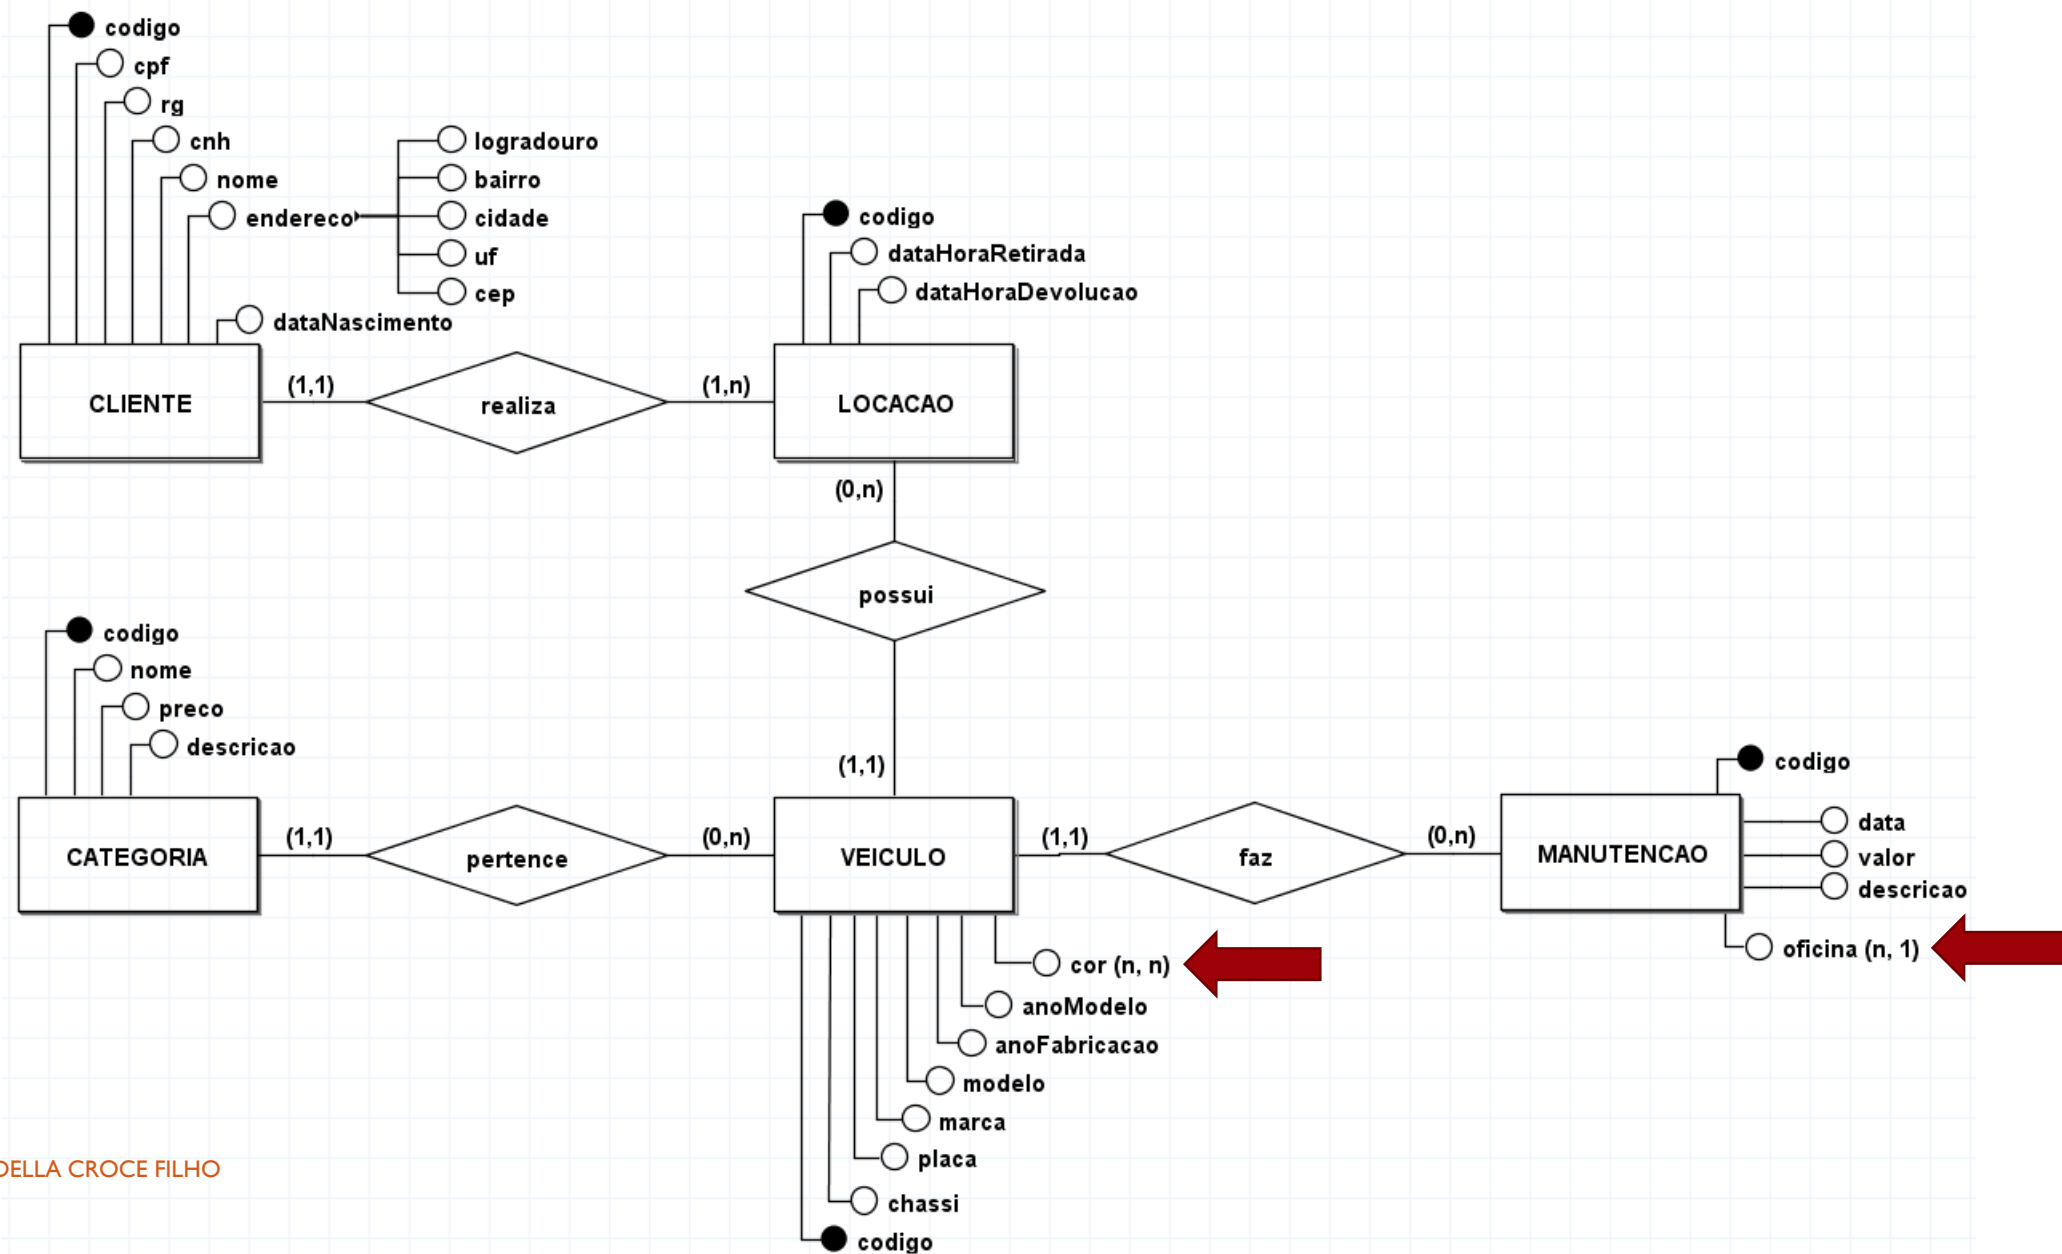 codigo
cpf
rg
cnh
nome
endereco
dataNascimento
logradouro
bairro
cidade
uf
cep
CLIENTE
(1,1)
realiza
(1,n)
codigo
dataHoraRetirada
dataHoraDevolucao
LOCACAO
(0,n)
possui
(1,1)
codigo
nome
preco
descricao
CATEGORIA
(1,1)
pertence
(0,n)
VEICULO
(1,1)
faz
(0,n)
MANUTENCAO
codigo
data
valor
descricao
oficina (n, 1)
cor (n, n)
anoModelo
anoFabricacao
modelo
marca
placa
chassi
codigo
DELLA CROCE FILHO